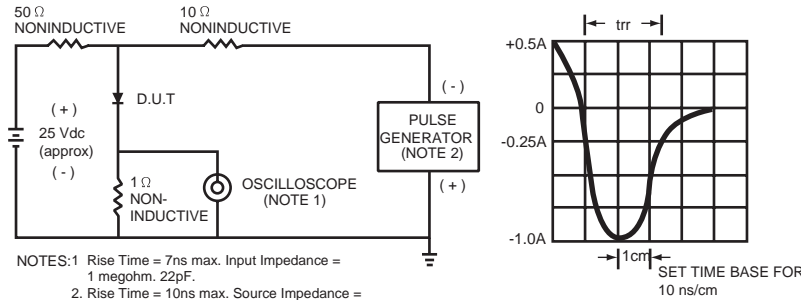 50 Ω
NONINDUCTIVE
10 Ω
NONINDUCTIVE
D.U.T
( + )
25 Vdc
(approx)
( - )
1 Ω
NON-
INDUCTIVE
OSCILLOSCOPE
(NOTE 1)
( - )
PULSE
GENERATOR
(NOTE 2)
( + )
NOTES:1 Rise Time = 7ns max. Input Impedance =
1 megohm. 22pF.
2. Rise Time = 10ns max. Source Impedance =
trr
+0.5A
0
-0.25A
-1.0A
1cm
SET TIME BASE FOR
10 ns/cm